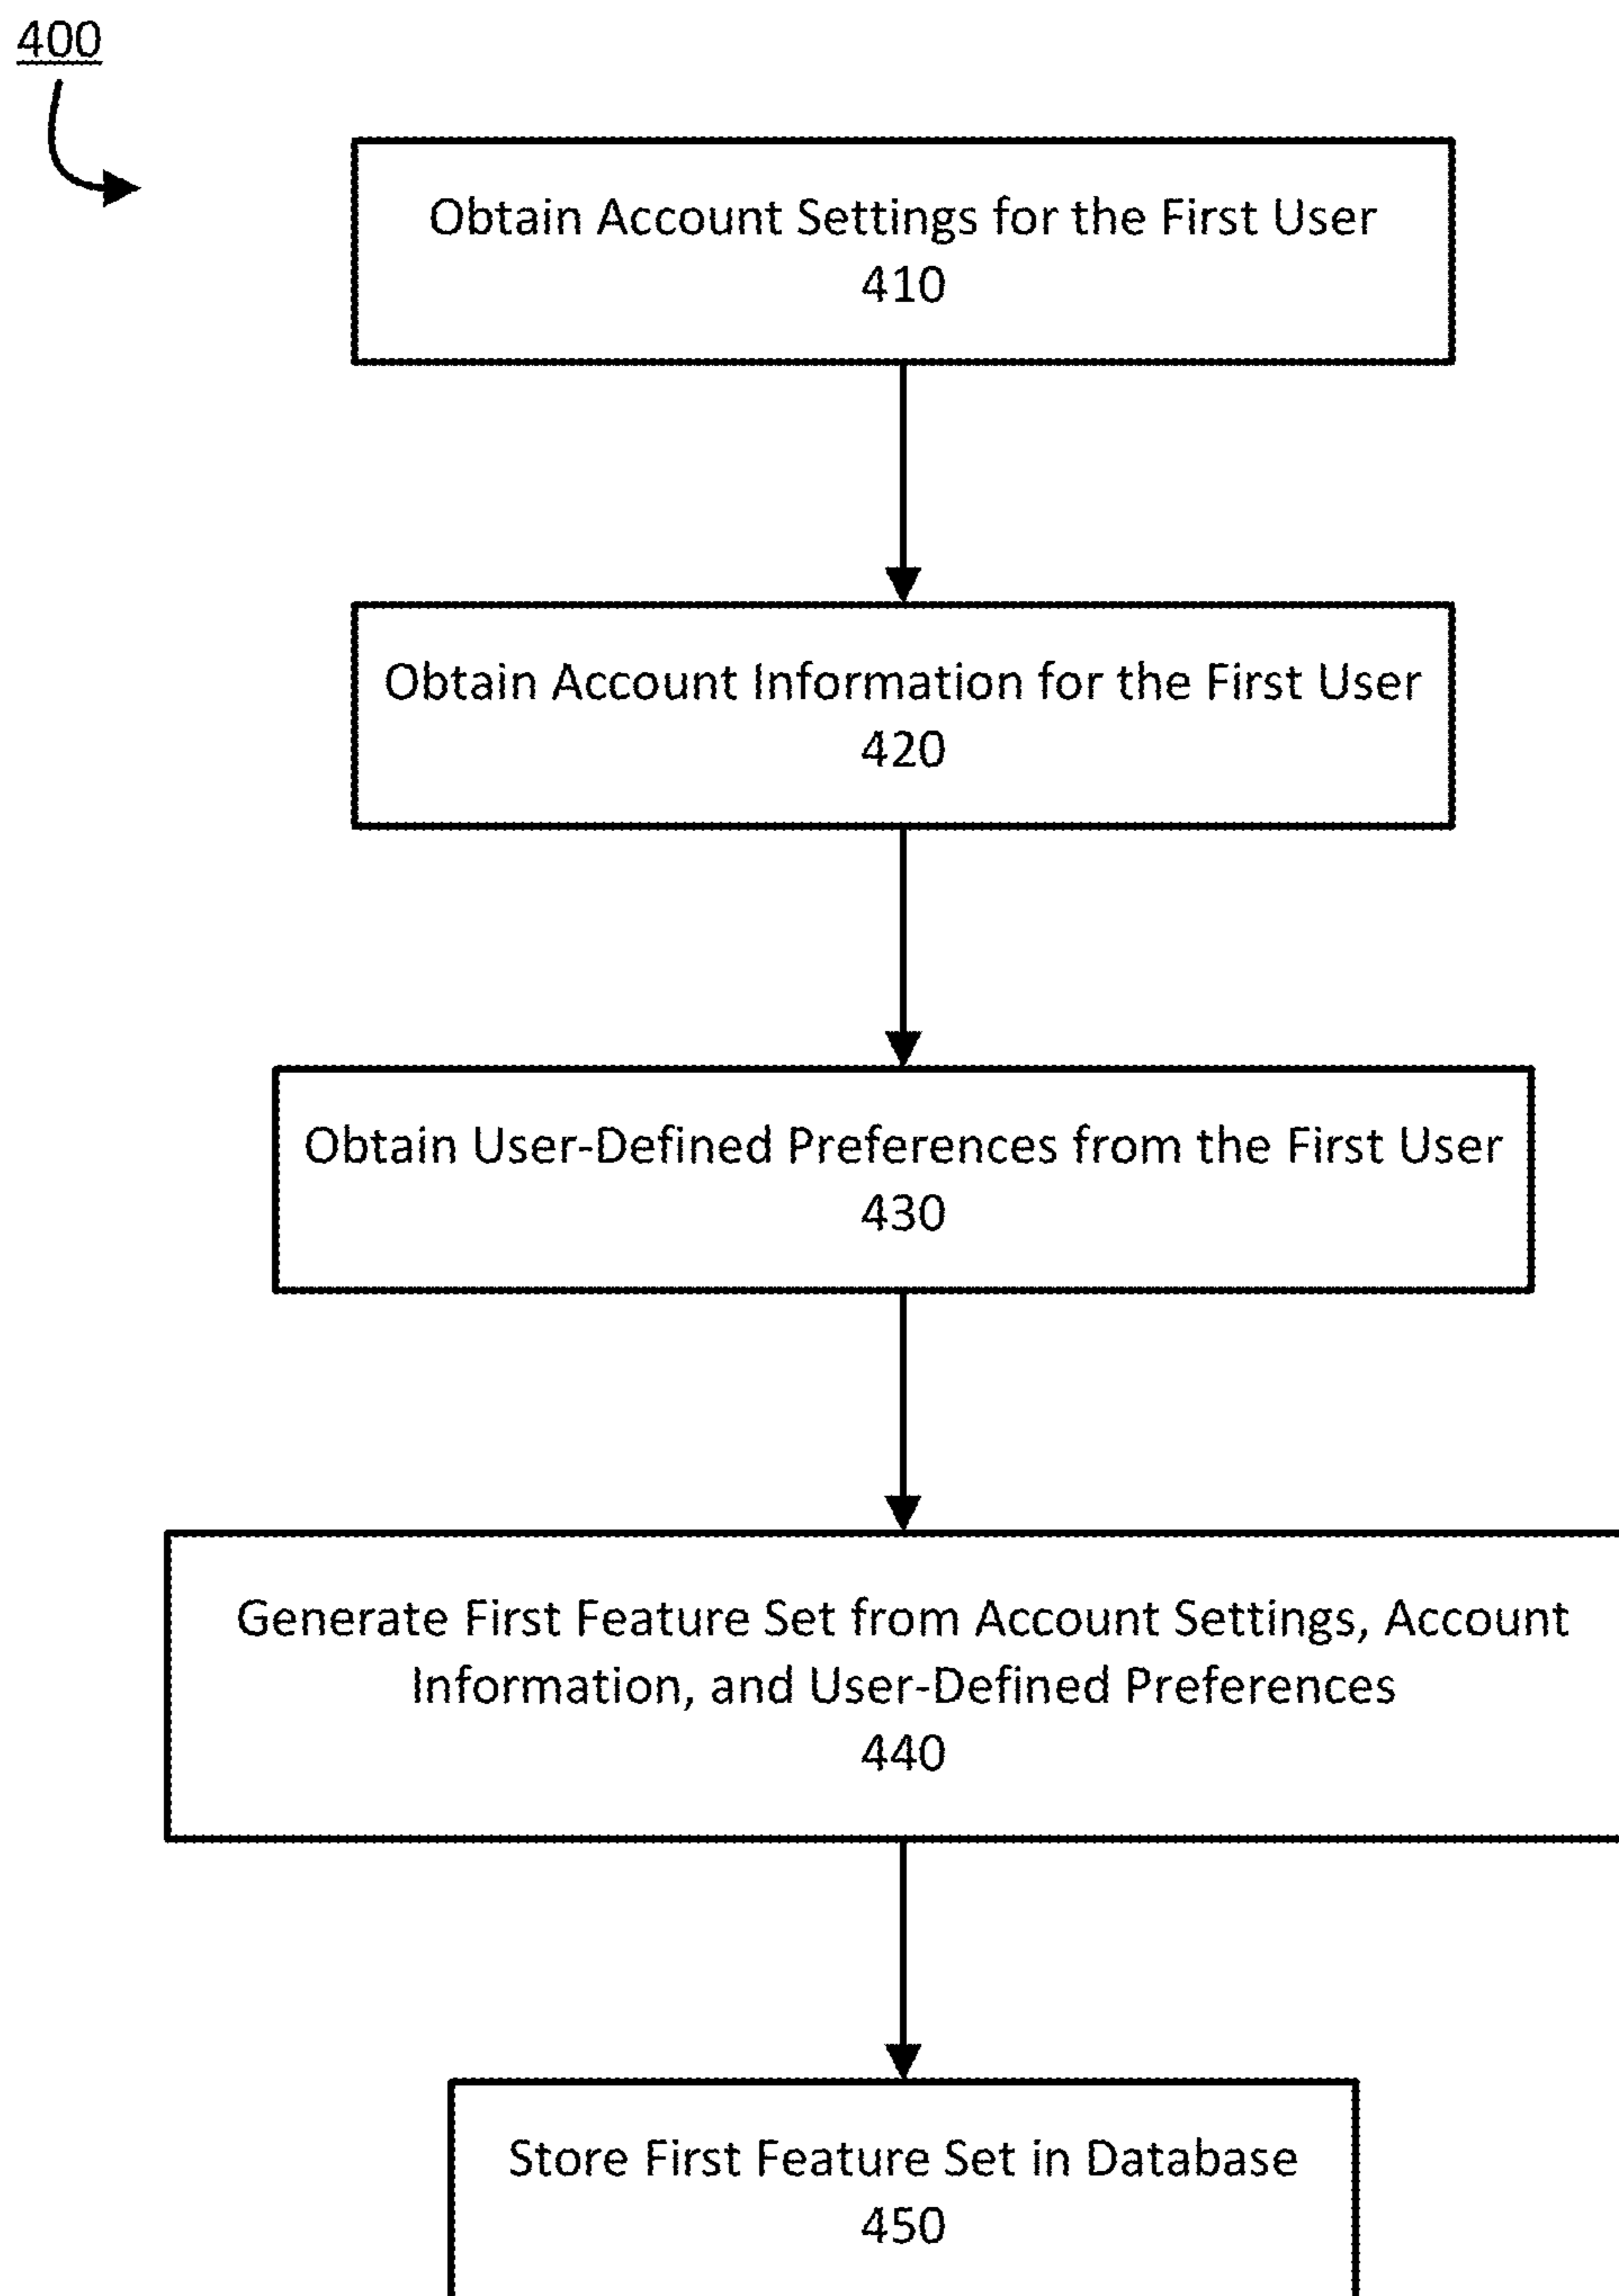 400
Obtain Account Settings for the First User
410
Obtain Account Information for the First User
420
Obtain User-Defined Preferences from the First User
430
Generate First Feature Set from Account Settings, Account
Information, and User-Defined Preferences
440
Store First Feature Set in Database
450